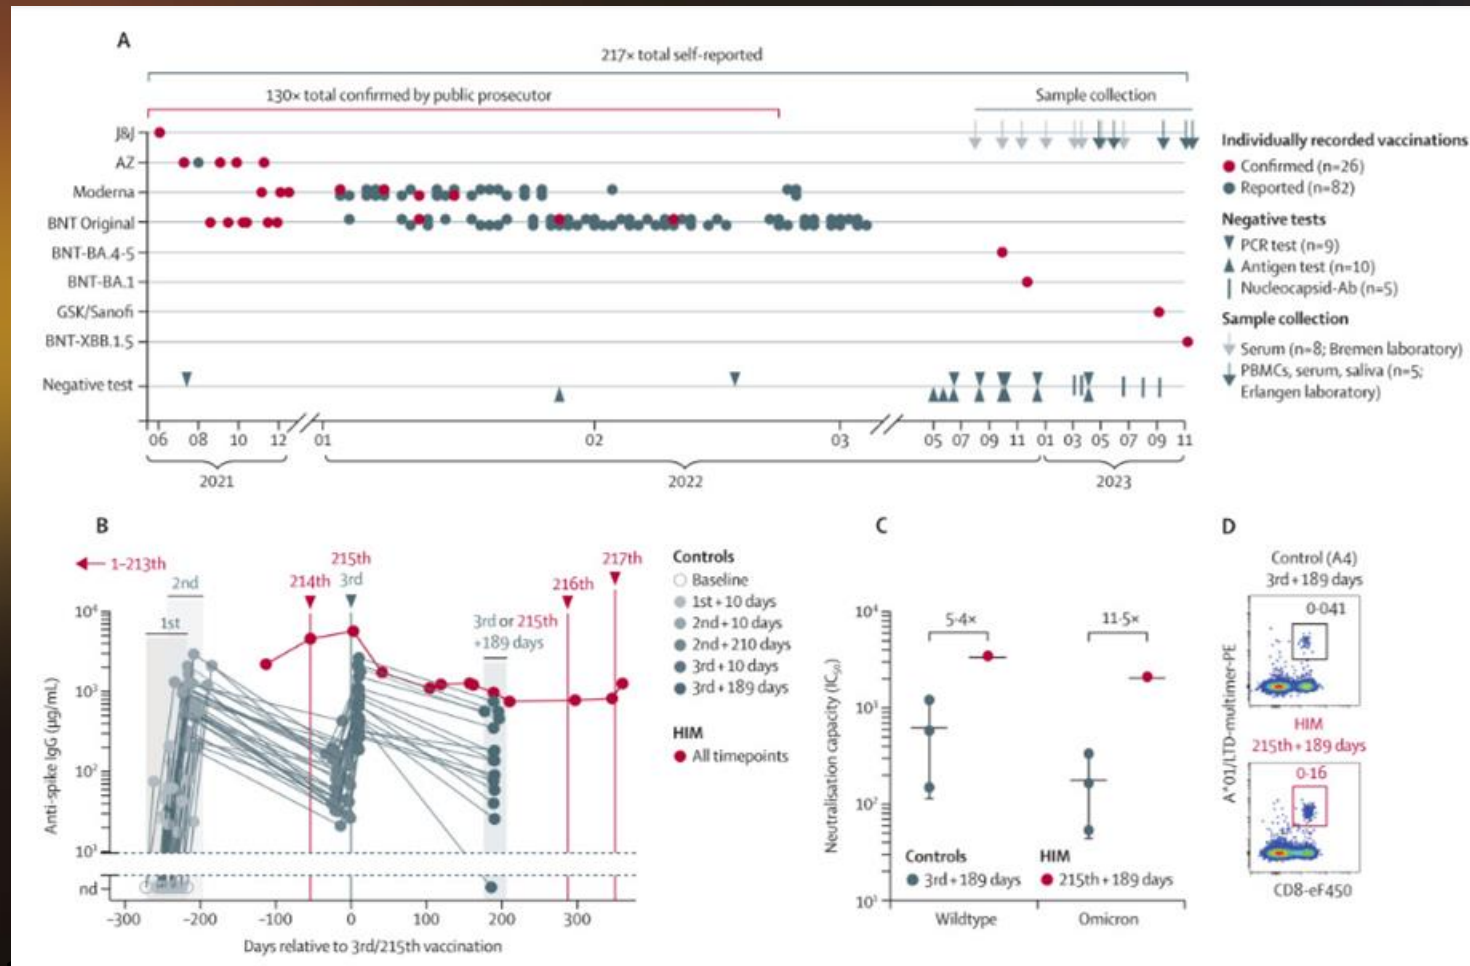 A
217× total self-reported
130× total confirmed by public prosecutor
Sample collection
J&J
AZ
Moderna
BNT Original
BNT-BA.4-5
BNT-BA.1
GSK/Sanofi
BNT-XBB.1.5
Negative test
06 08 10 12 01 02 03 05 07 09 11 01 03 05 07 09 11
2021 2022 2023
Individually recorded vaccinations
Confirmed (n=26)
Reported (n=82)
Negative tests
PCR test (n=9)
Antigen test (n=10)
Nucleocapsid-Ab (n=5)
Sample collection
Serum (n=8; Bremen laboratory)
PBMCs, serum, saliva (n=5;
Erlangen laboratory)
B
1–213th
2nd
1st
214th
215th
3rd
3rd or 215th
+189 days
216th
217th
Anti-spike IgG (µg/mL)
10⁴
10³
10²
10¹
nd
−300 −200 −100 0 100 200 300
Days relative to 3rd/215th vaccination
Controls
Baseline
1st + 10 days
2nd + 10 days
2nd + 210 days
3rd + 10 days
3rd + 189 days
HIM
All timepoints
C
Neutralisation capacity (IC₅₀)
10⁴
10³
10²
10¹
5·4×
11·5×
Controls
3rd + 189 days
HIM
215th + 189 days
Wildtype
Omicron
D
Control (A4)
3rd + 189 days
0·041
HIM
215th + 189 days
0·16
A*01/LTD-multimer-PE
CD8-eF450